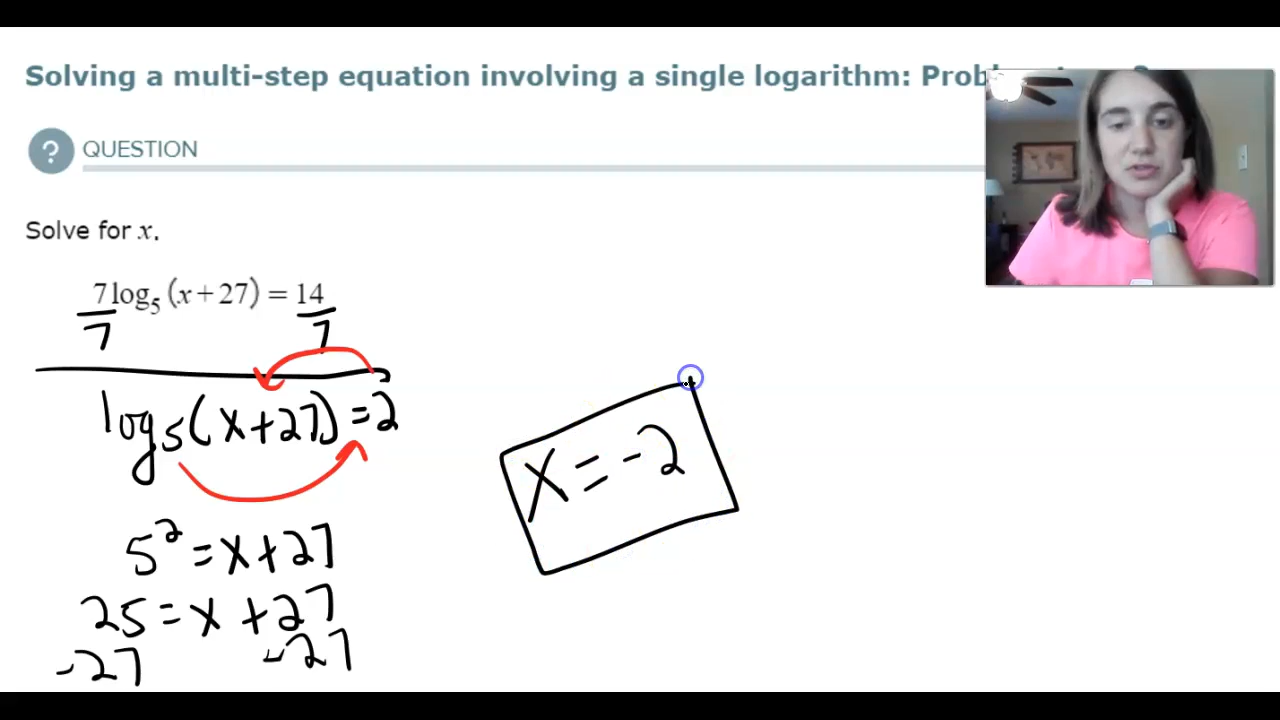 Solving a multi-step equation involving a single logarithm:
? QUESTION
Solve for x.
7log₅(x+27)=14
7 7
log₅(x+27)=2
5²=x+27
25=x+27
-27 -27
x=-2